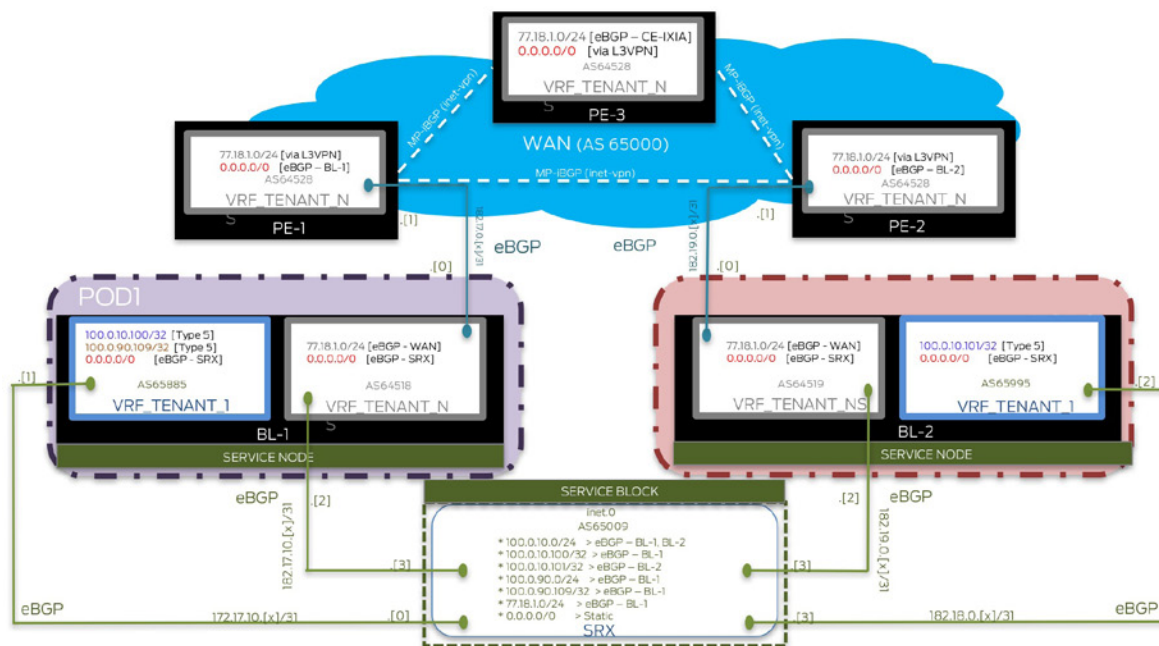 77.18.1.0/24 [eBGP – CE-IXIA]
0.0.0.0/0 [via L3VPN]
AS64528
VRF_TENANT_N
S
PE-3
MP-iBGP (inet-vpn)
MP-iBGP (inet-vpn)
WAN (AS 65000)
MP-iBGP (inet-vpn)
77.18.1.0/24 [via L3VPN]
0.0.0.0/0 [eBGP – BL-1]
AS64528
VRF_TENANT_N
S
PE-1
77.18.1.0/24 [via L3VPN]
0.0.0.0/0 [eBGP – BL-2]
AS64528
VRF_TENANT_N
S
PE-2
.[1]
182.17.0.[x]/31
eBGP
.[0]
.[1]
182.19.0.[x]/31
eBGP
.[0]
POD1
100.0.10.100/32 [Type 5]
100.0.90.109/32 [Type 5]
0.0.0.0/0 [eBGP - SRX]
AS65885
VRF_TENANT_1
77.18.1.0/24 [eBGP - WAN]
0.0.0.0/0 [eBGP - SRX]
AS64518
VRF_TENANT_N
S
BL-1
SERVICE NODE
77.18.1.0/24 [eBGP - WAN]
0.0.0.0/0 [eBGP - SRX]
AS64519
VRF_TENANT_NS
100.0.10.101/32 [Type 5]
0.0.0.0/0 [eBGP - SRX]
AS65995
VRF_TENANT_1
BL-2
SERVICE NODE
.[1]
.[2]
eBGP
.[2]
182.17.10.[x]/31
.[3]
.[2]
eBGP
182.19.0.[x]/31
.[3]
SERVICE BLOCK
inet.0
AS65009
* 100.0.10.0/24 > eBGP – BL-1, BL-2
* 100.0.10.100/32 > eBGP – BL-1
* 100.0.10.101/32 > eBGP – BL-2
* 100.0.90.0/24 > eBGP – BL-1
* 100.0.90.109/32 > eBGP – BL-1
* 77.18.1.0/24 > eBGP – BL-1
* 0.0.0.0/0 > Static
SRX
eBGP
172.17.10.[x]/31
.[0]
.[3]
182.18.0.[x]/31
eBGP